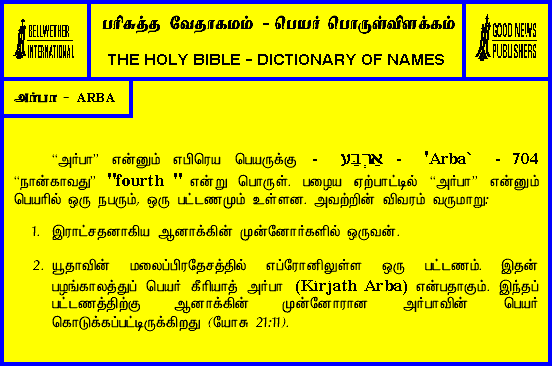 BELLWETHER
INTERNATIONAL
பரிசுத்த வேதாகமம் - பெயர் பொருள்விளக்கம்
THE HOLY BIBLE - DICTIONARY OF NAMES
GOOD NEWS
PUBLISHERS
அர்பா - ARBA
“அர்பா” என்னும் எபிரெய பெயருக்கு - אַרְבַּע - 'Arba` - 704
“நான்காவது” "fourth " என்று பொருள். பழைய ஏற்பாட்டில் “அர்பா” என்னும்
பெயரில் ஒரு நபரும், ஒரு பட்டணமும் உள்ளன. அவற்றின் விவரம் வருமாறு:
1. இராட்சதனாகிய ஆனாக்கின் முன்னோர்களில் ஒருவன்.
2. யூதாவின் மலைப்பிரதேசத்தில் எப்ரோனிலுள்ள ஒரு பட்டணம். இதன்
பழங்காலத்துப் பெயர் கீரியாத் அர்பா (Kirjath Arba) என்பதாகும். இந்தப்
பட்டணத்திற்கு ஆனாக்கின் முன்னோரான அர்பாவின் பெயர்
கொடுக்கப்பட்டிருக்கிறது (யோசு 21:11).